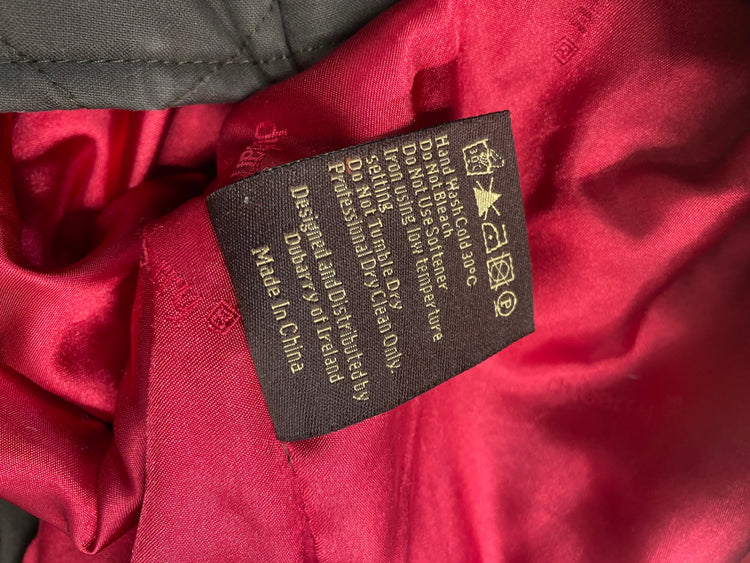 Hand Wash Cold 30°C
Do Not Bleach
Do Not Use Softener
Iron using low temperture
setting
Do Not Tumble Dry
Professional Dry Clean Only
Designed and Distributed by
Dubarry of Ireland
Made In China
P